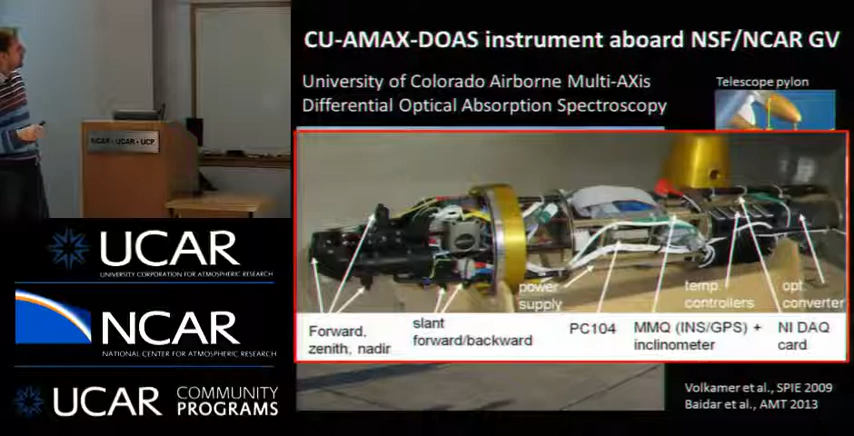 CU-AMAX-DOAS instrument aboard NSF/NCAR GV
University of Colorado Airborne Multi-AXis
Differential Optical Absorption Spectroscopy
Telescope pylon
NCAR • UCAR • UCP
power
supply
temp.
controllers
opt.
converter
Forward,
zenith, nadir
slant
forward/backward
PC104
MMQ (INS/GPS) +
inclinometer
NI DAQ
card
Volkamer et al., SPIE 2009
Baidar et al., AMT 2013
UCAR
UNIVERSITY CORPORATION FOR ATMOSPHERIC RESEARCH
NCAR
NATIONAL CENTER FOR ATMOSPHERIC RESEARCH
UCAR COMMUNITY
PROGRAMS